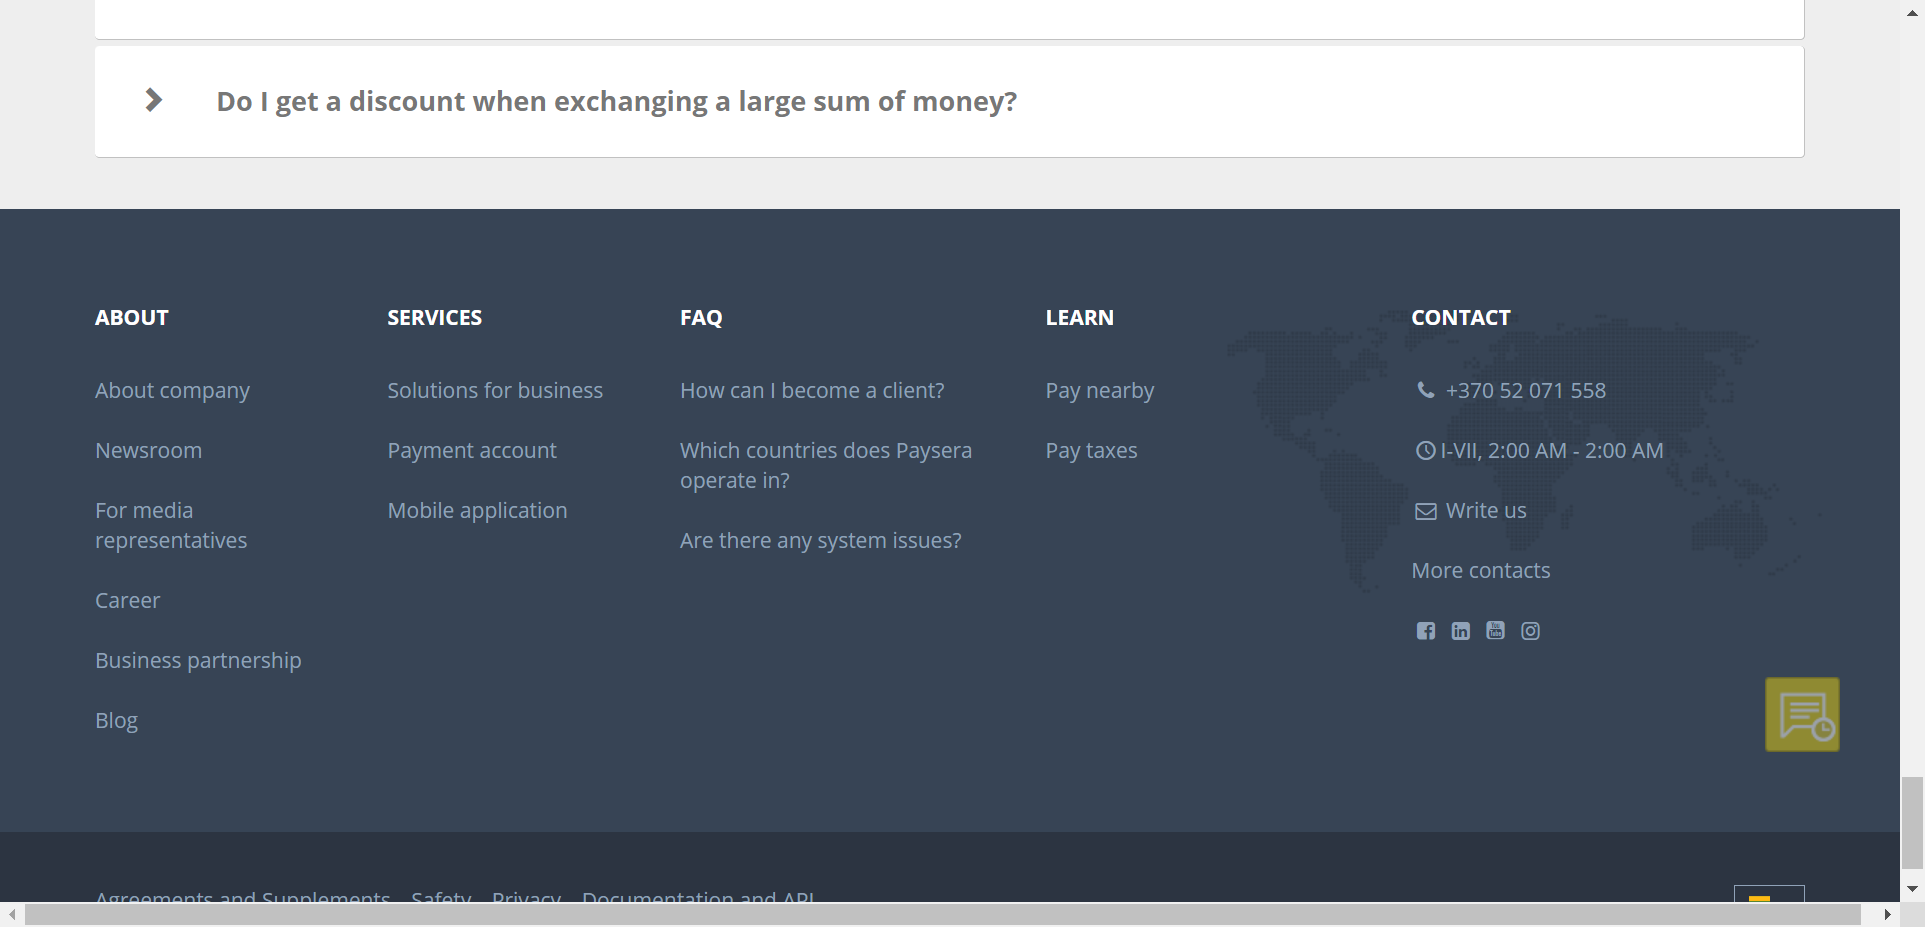 Do I get a discount when exchanging a large sum of money?
ABOUT
About company
Newsroom
For media
representatives
Career
Business partnership
Blog
SERVICES
Solutions for business
Payment account
Mobile application
FAQ
How can I become a client?
Which countries does Paysera
operate in?
Are there any system issues?
LEARN
Pay nearby
Pay taxes
CONTACT
+370 52 071 558
I-VII, 2:00 AM - 2:00 AM
Write us
More contacts
Agreements and Supplements Safety Privacy Documentation and API